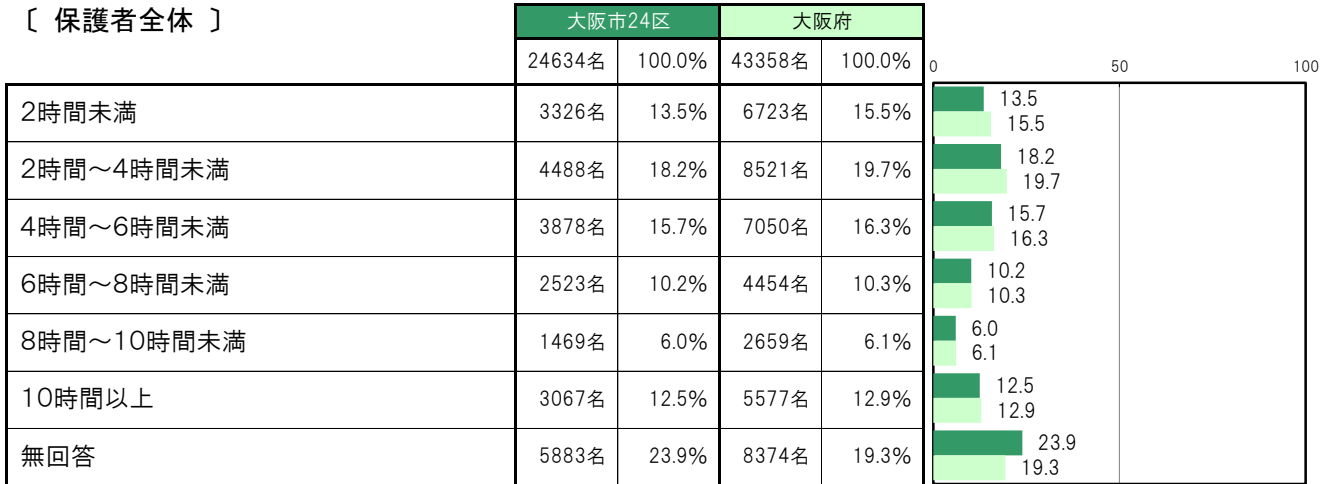 〔 保護者全体 〕
大阪市24区 大阪府
24634名 100.0% 43358名 100.0%
0 50 100
2時間未満 3326名 13.5% 6723名 15.5% 13.5
15.5
2時間～4時間未満 4488名 18.2% 8521名 19.7% 18.2
19.7
4時間～6時間未満 3878名 15.7% 7050名 16.3% 15.7
16.3
6時間～8時間未満 2523名 10.2% 4454名 10.3% 10.2
10.3
8時間～10時間未満 1469名 6.0% 2659名 6.1% 6.0
6.1
10時間以上 3067名 12.5% 5577名 12.9% 12.5
12.9
無回答 5883名 23.9% 8374名 19.3% 23.9
19.3